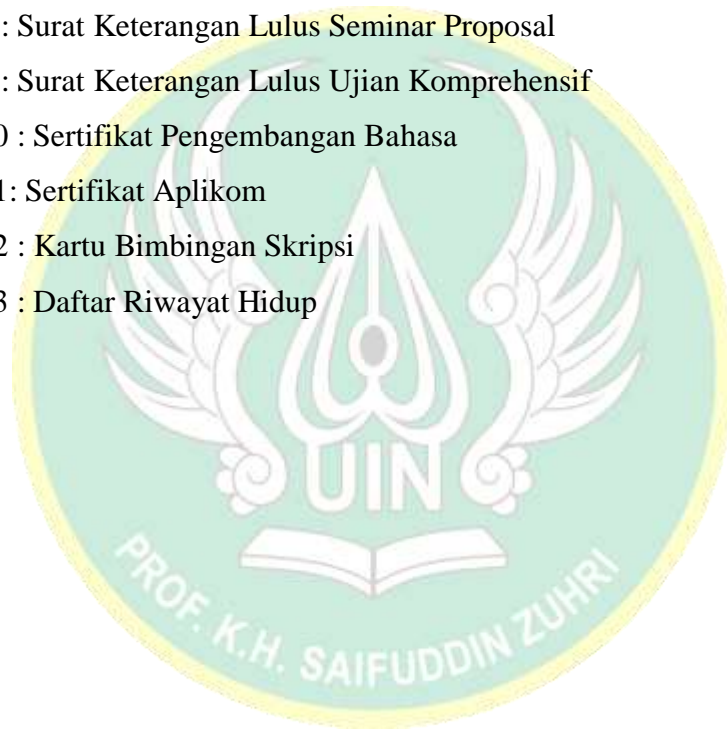 : Surat Keterangan Lulus Seminar Proposal
: Surat Keterangan Lulus Ujian Komprehensif
0 : Sertifikat Pengembangan Bahasa
1: Sertifikat Aplikom
2 : Kartu Bimbingan Skripsi
3 : Daftar Riwayat Hidup
UIN
PROF. K.H. SAIFUDDIN ZUHRI